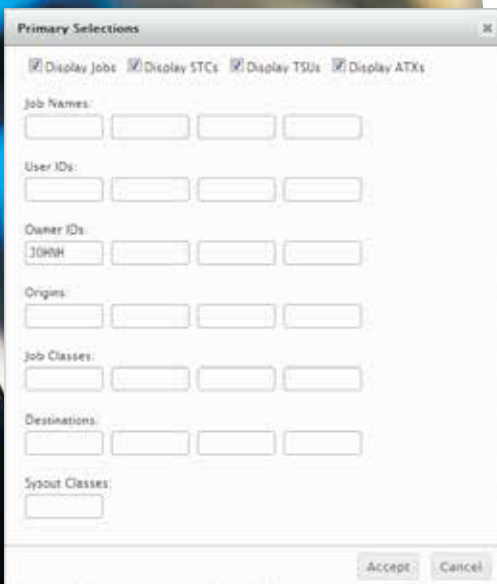 Primary Selections
Display Jobs Display STCs Display TSUs Display ATXs
Job Names:
User IDs:
Owner IDs:
JOHNH
Origins:
Job Classes:
Destinations:
Sysout Classes:
Accept Cancel